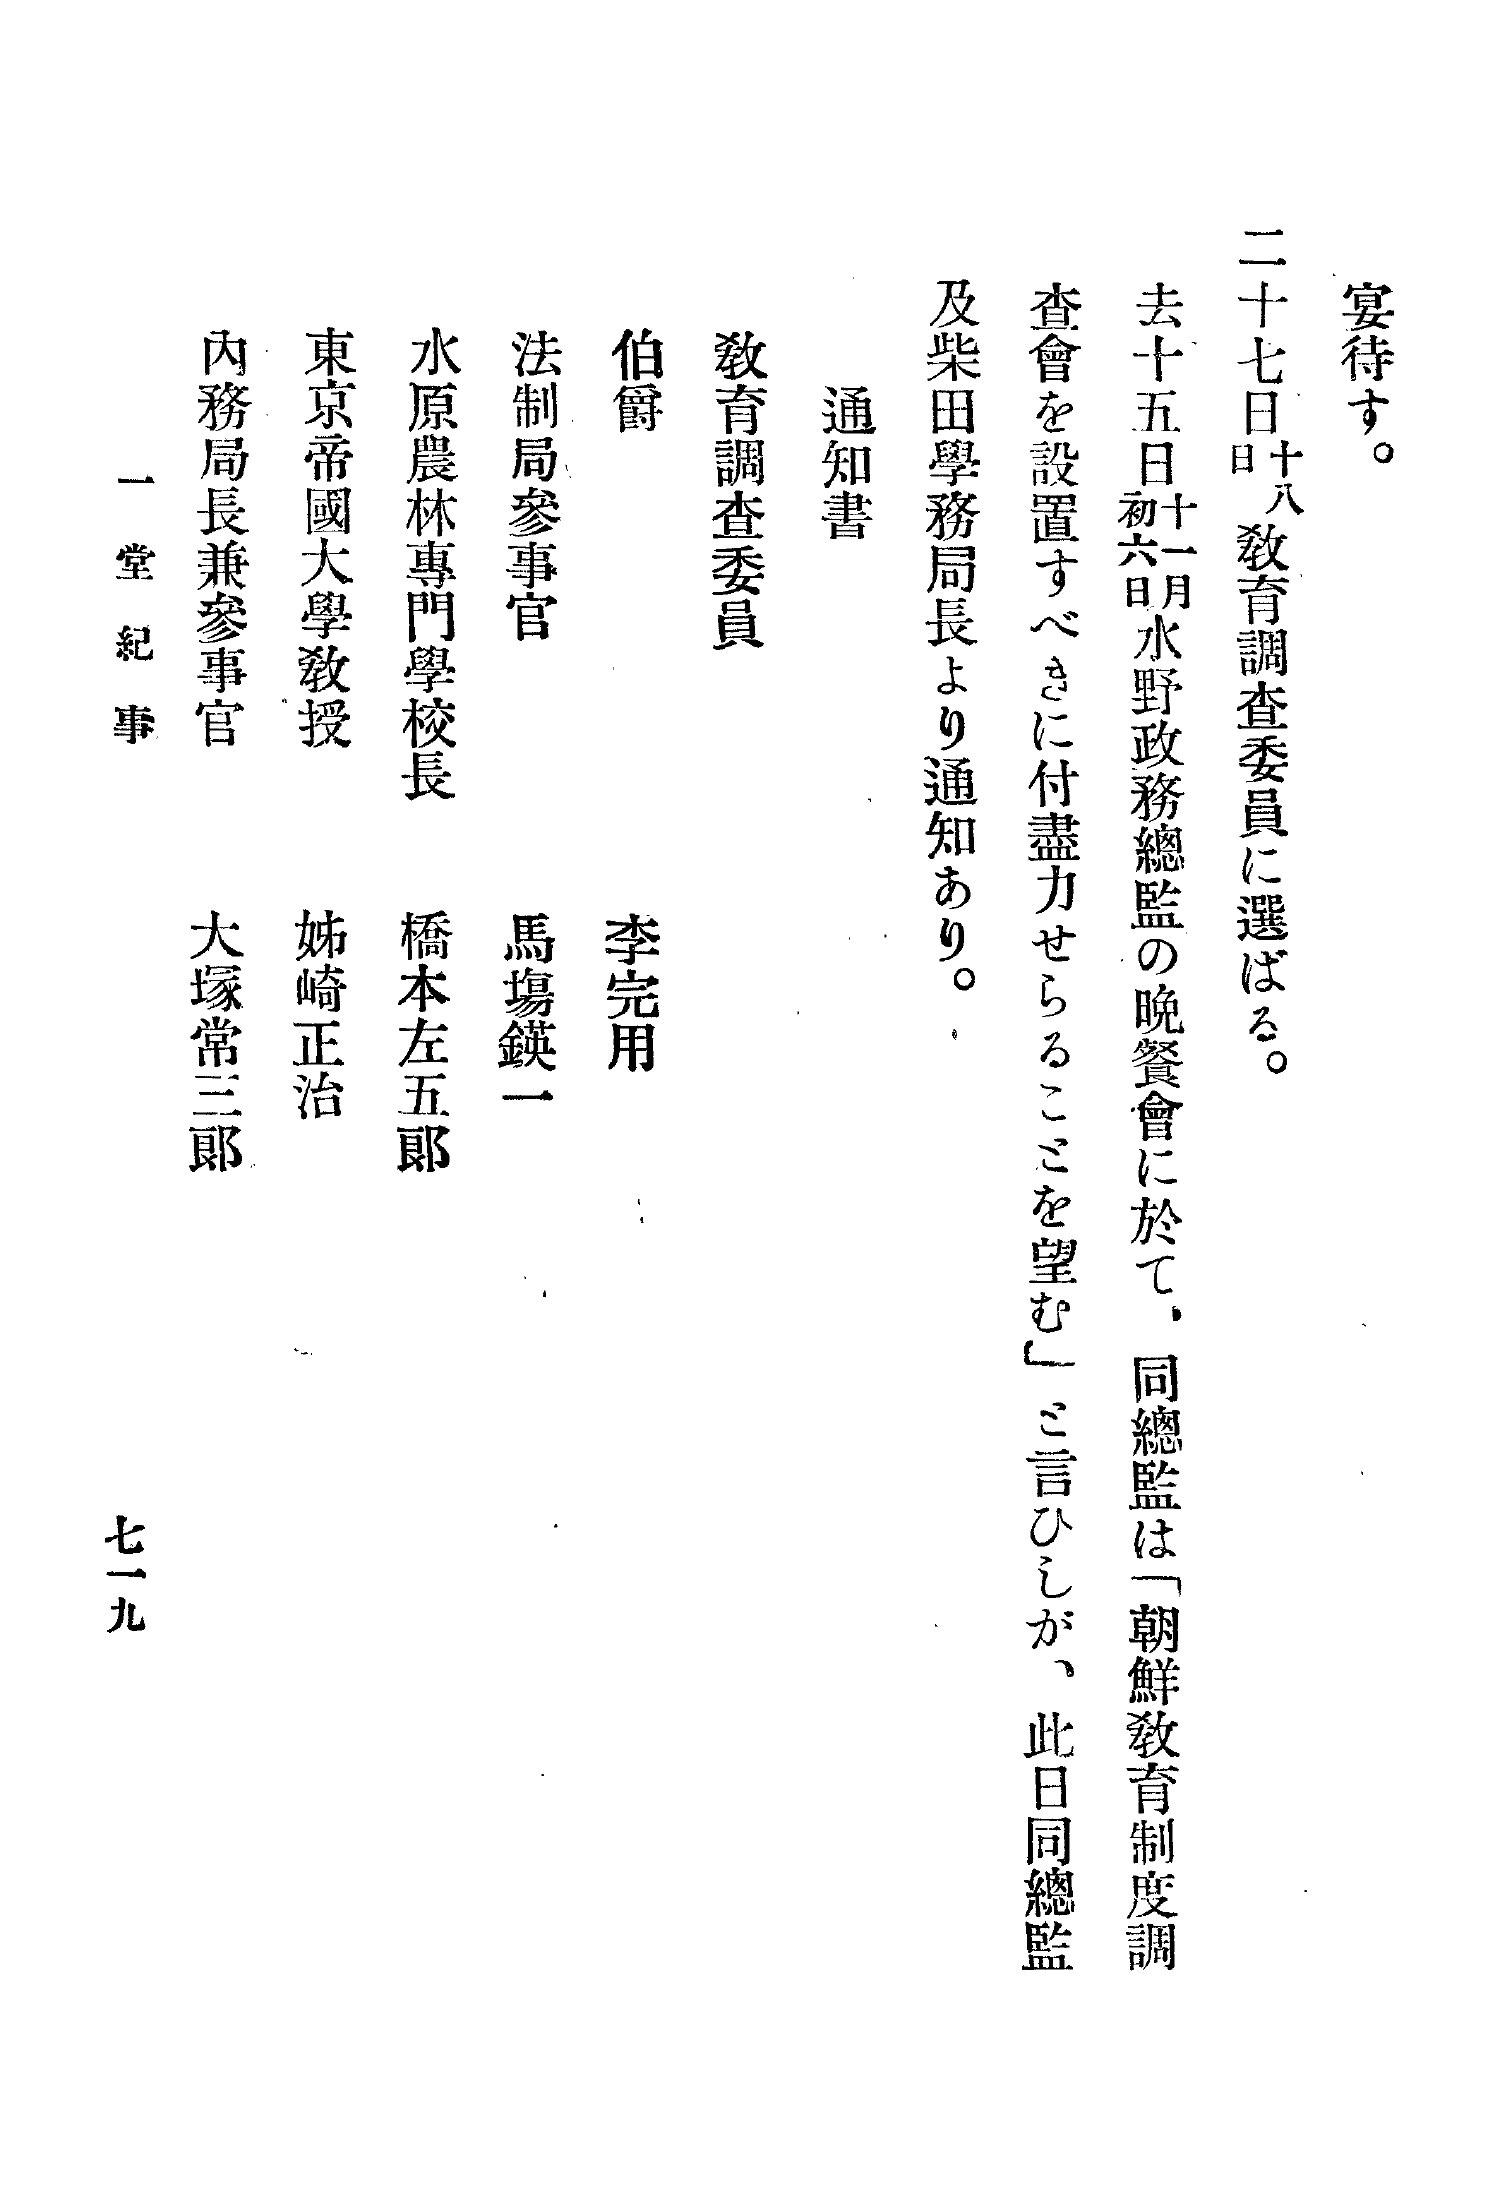 宴待す。
二十七日十八日敎育調査委員に選ばる。
去十五日十一月初六日水野政務總監の晩餐會に於て、同總監は「朝鮮敎育制度調
査會を設置すべきに付盡力せらることを望む」と言ひしが、此日同總監
及柴田學務局長より通知あり。
通知書
敎育調査委員
伯爵 李完用
法制局參事官 馬塲鍈一
水原農林專門學校長 橋本左五郞
東京帝國大學敎授 姊崎正治
內務局長兼參事官 大塚常三郞
一堂紀事 七一九